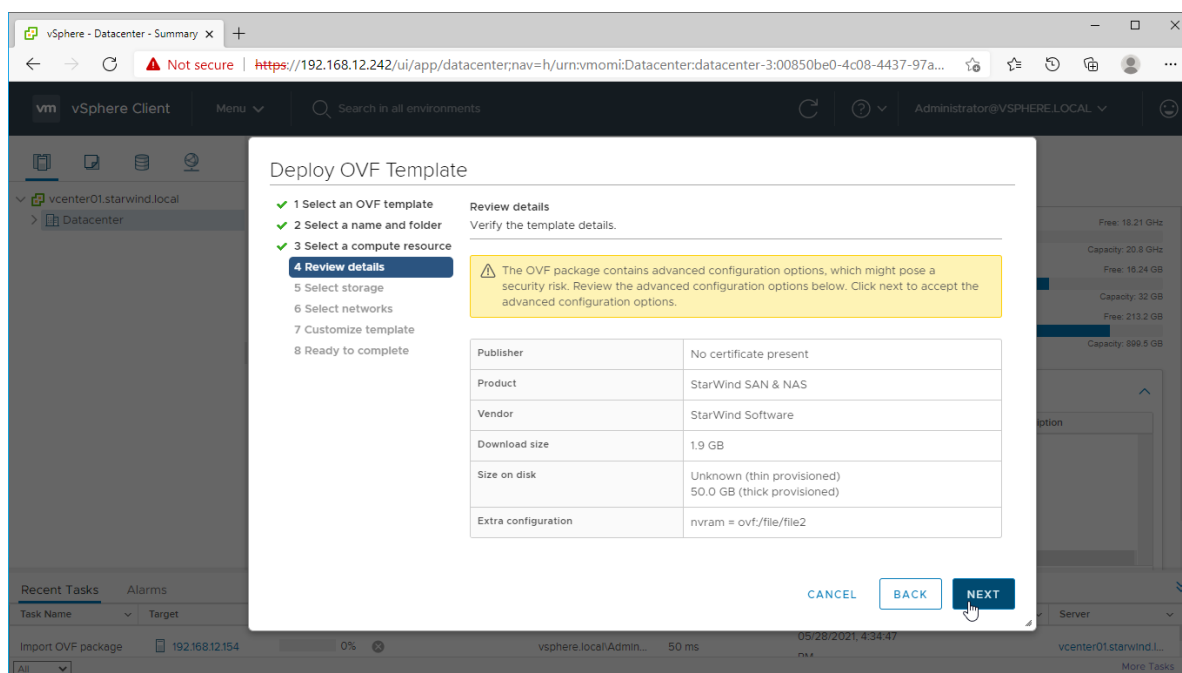 vSphere - Datacenter - Summary
Not secure
https://192.168.12.242/ui/app/datacenter;nav=h/urn:vmomi:Datacenter:datacenter-3:00850be0-4c08-4437-97a...
vm vSphere Client
Menu
Search in all environments
Administrator@VSPHERE.LOCAL
vcenter01.starwind.local
Datacenter
Deploy OVF Template
1 Select an OVF template
2 Select a name and folder
3 Select a compute resource
4 Review details
5 Select storage
6 Select networks
7 Customize template
8 Ready to complete
Review details
Verify the template details.
The OVF package contains advanced configuration options, which might pose a
security risk. Review the advanced configuration options below. Click next to accept the
advanced configuration options.
Publisher No certificate present
Product StarWind SAN & NAS
Vendor StarWind Software
Download size 1.9 GB
Size on disk Unknown (thin provisioned)
50.0 GB (thick provisioned)
Extra configuration nvram = ovf:/file/file2
CANCEL BACK NEXT
Free: 18.21 GHz
Capacity: 20.8 GHz
Free: 16.24 GB
Capacity: 32 GB
Free: 213.2 GB
Capacity: 899.5 GB
Recent Tasks Alarms
Task Name Target Server
Import OVF package 192.168.12.154 0% vsphere.local\Admin... 50 ms 05/28/2021, 4:34:47 vcenter01.starwind.l...
All More Tasks